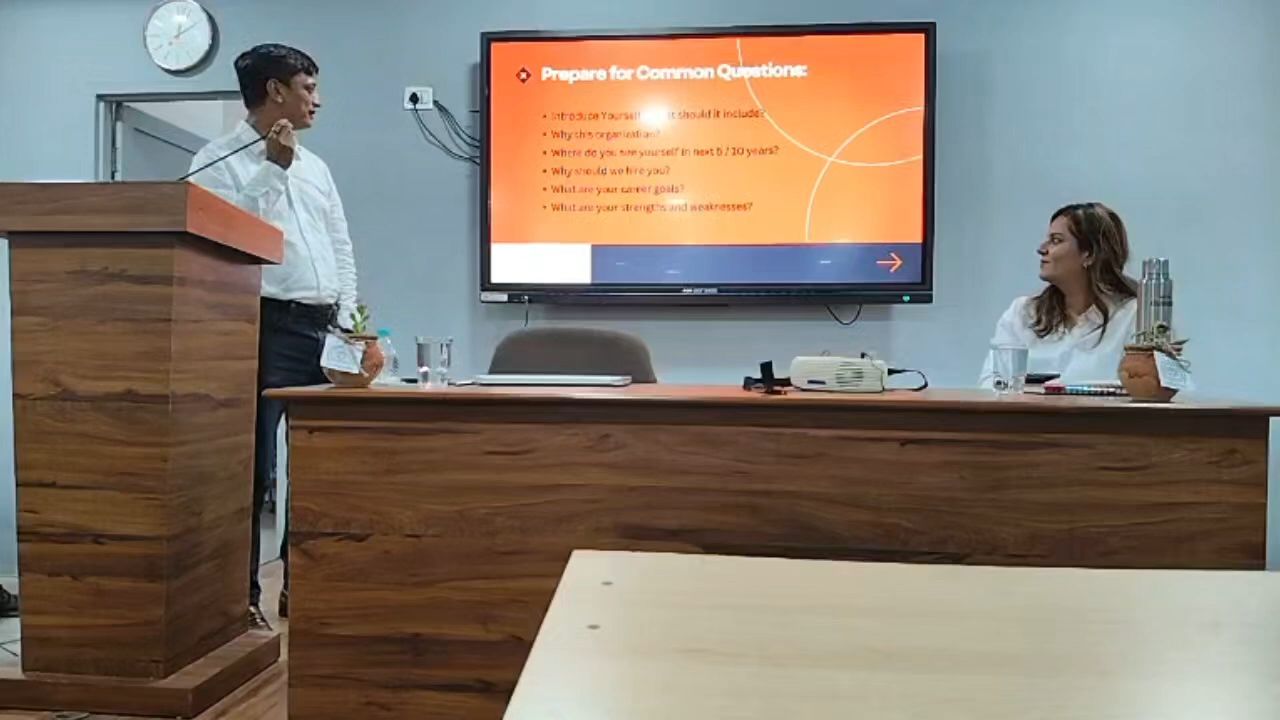 Prepare for Common Questions:
• Introduce Yourself should it include?
• Why this organization?
• Where do you see yourself in next 5 / 10 years?
• Why should we hire you?
• What are your career goals?
• What are your strengths and weaknesses?